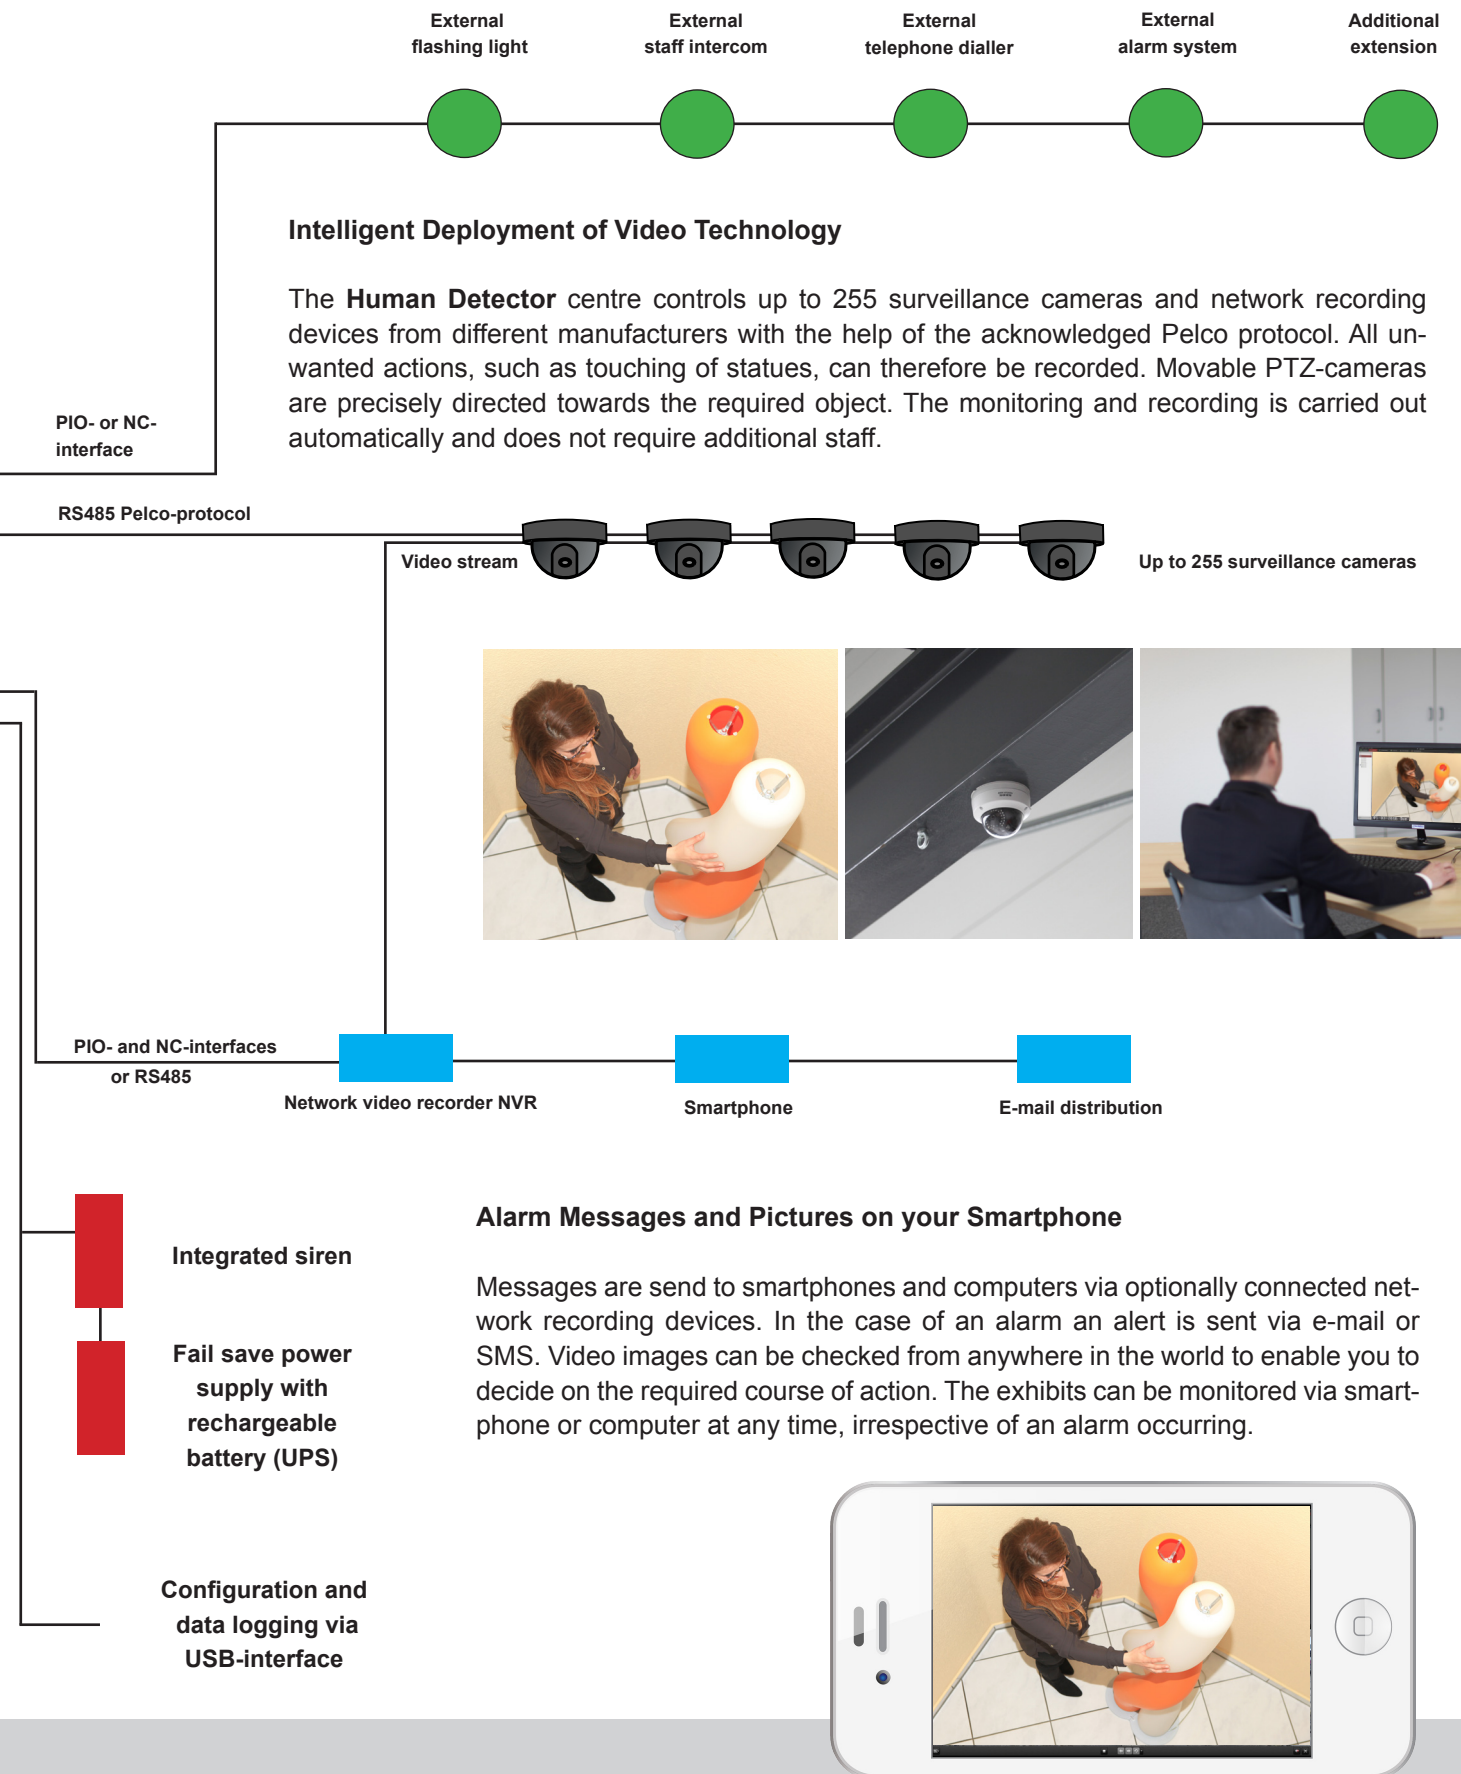 External
flashing light
External
staff intercom
External
telephone dialler
External
alarm system
Additional
extension
Intelligent Deployment of Video Technology
The Human Detector centre controls up to 255 surveillance cameras and network recording
devices from different manufacturers with the help of the acknowledged Pelco protocol. All un-
wanted actions, such as touching of statues, can therefore be recorded. Movable PTZ-cameras
are precisely directed towards the required object. The monitoring and recording is carried out
automatically and does not require additional staff.
PIO- or NC-
interface
RS485 Pelco-protocol
Video stream
Up to 255 surveillance cameras
PIO- and NC-interfaces
or RS485
Network video recorder NVR
Smartphone
E-mail distribution
Integrated siren
Fail save power
supply with
rechargeable
battery (UPS)
Configuration and
data logging via
USB-interface
Alarm Messages and Pictures on your Smartphone
Messages are send to smartphones and computers via optionally connected net-
work recording devices. In the case of an alarm an alert is sent via e-mail or
SMS. Video images can be checked from anywhere in the world to enable you to
decide on the required course of action. The exhibits can be monitored via smart-
phone or computer at any time, irrespective of an alarm occurring.